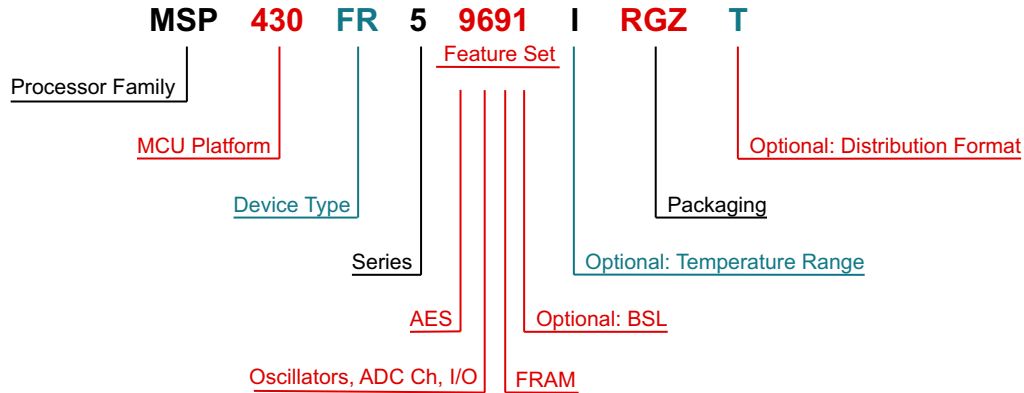 MSP 430 FR 5 9691 I RGZ T
Feature Set
Processor Family
MCU Platform
Optional: Distribution Format
Device Type
Packaging
Series
Optional: Temperature Range
AES
Optional: BSL
Oscillators, ADC Ch, I/O
FRAM